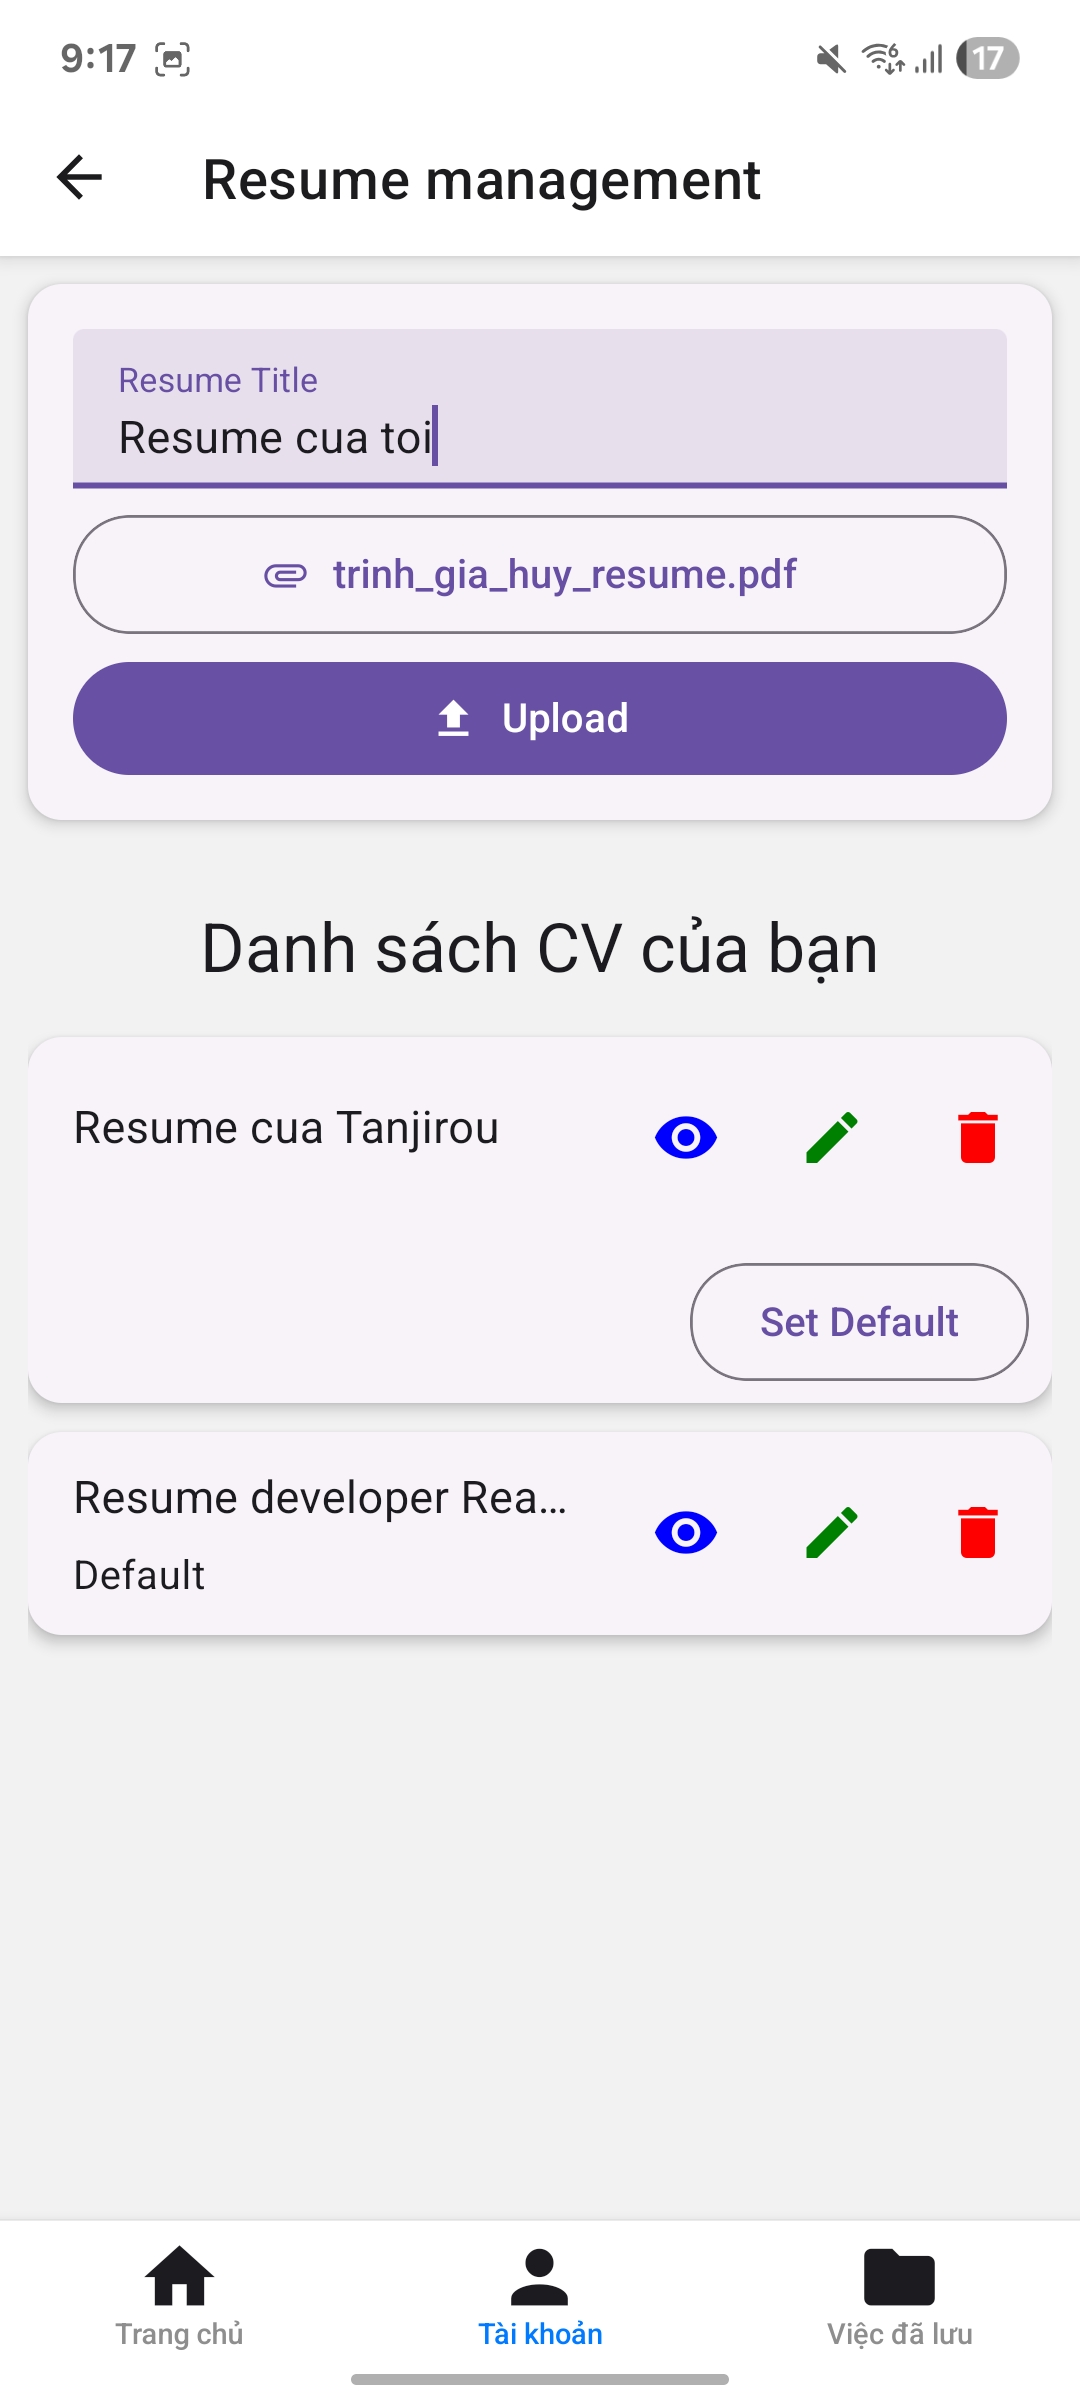 9:17
6
17
Resume management
Resume Title
Resume cua toi
trinh_gia_huy_resume.pdf
Upload
Danh sách CV của bạn
Resume cua Tanjirou
Set Default
Resume developer Rea...
Default
Trang chủ
Tài khoản
Việc đã lưu